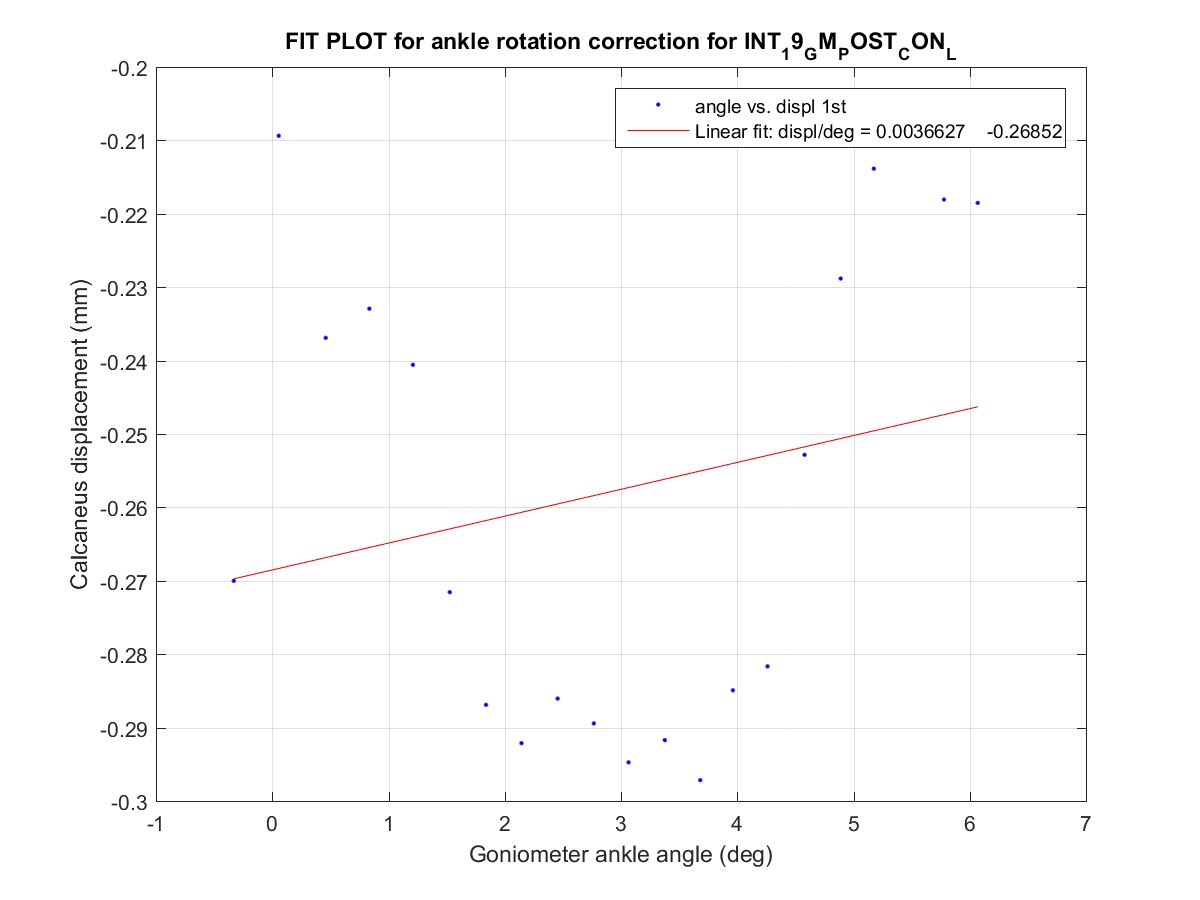 FIT PLOT for ankle rotation correction for INT₁9_GM_POST_CON_L
angle vs. displ 1st
Linear fit: displ/deg = 0.0036627 -0.26852
-0.2
-0.21
-0.22
-0.23
-0.24
-0.25
-0.26
-0.27
-0.28
-0.29
-0.3
Calcaneus displacement (mm)
-1 0 1 2 3 4 5 6 7
Goniometer ankle angle (deg)